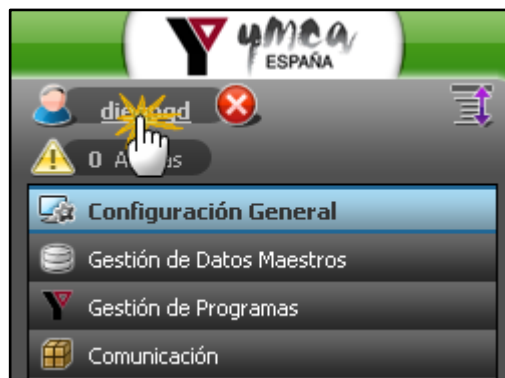 ymca
ESPAÑA
0
Configuración General
Gestión de Datos Maestros
Gestión de Programas
Comunicación